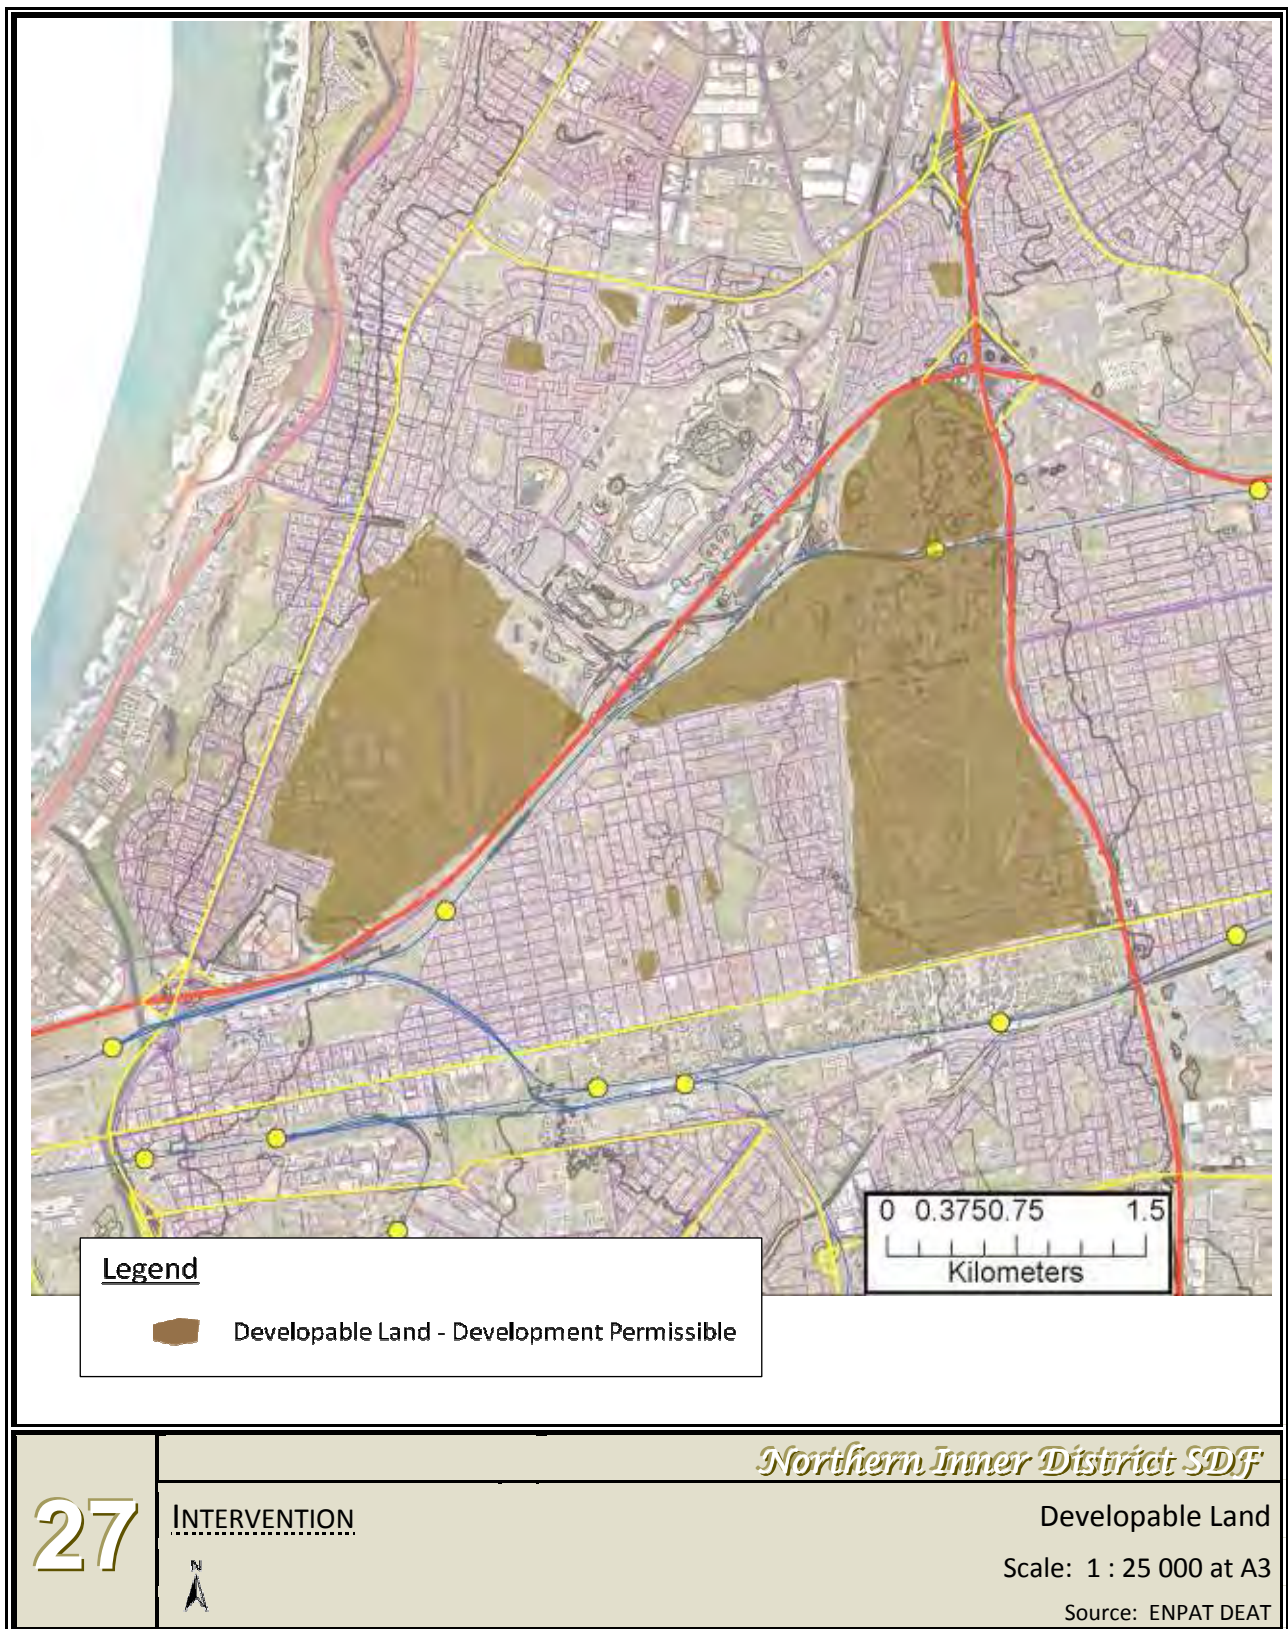 0 0.3750.75 1.5
Kilometers
Legend
Developable Land - Development Permissible
Northern Inner District SDF
27
INTERVENTION
Developable Land
N
Scale: 1 : 25 000 at A3
Source: ENPAT DEAT